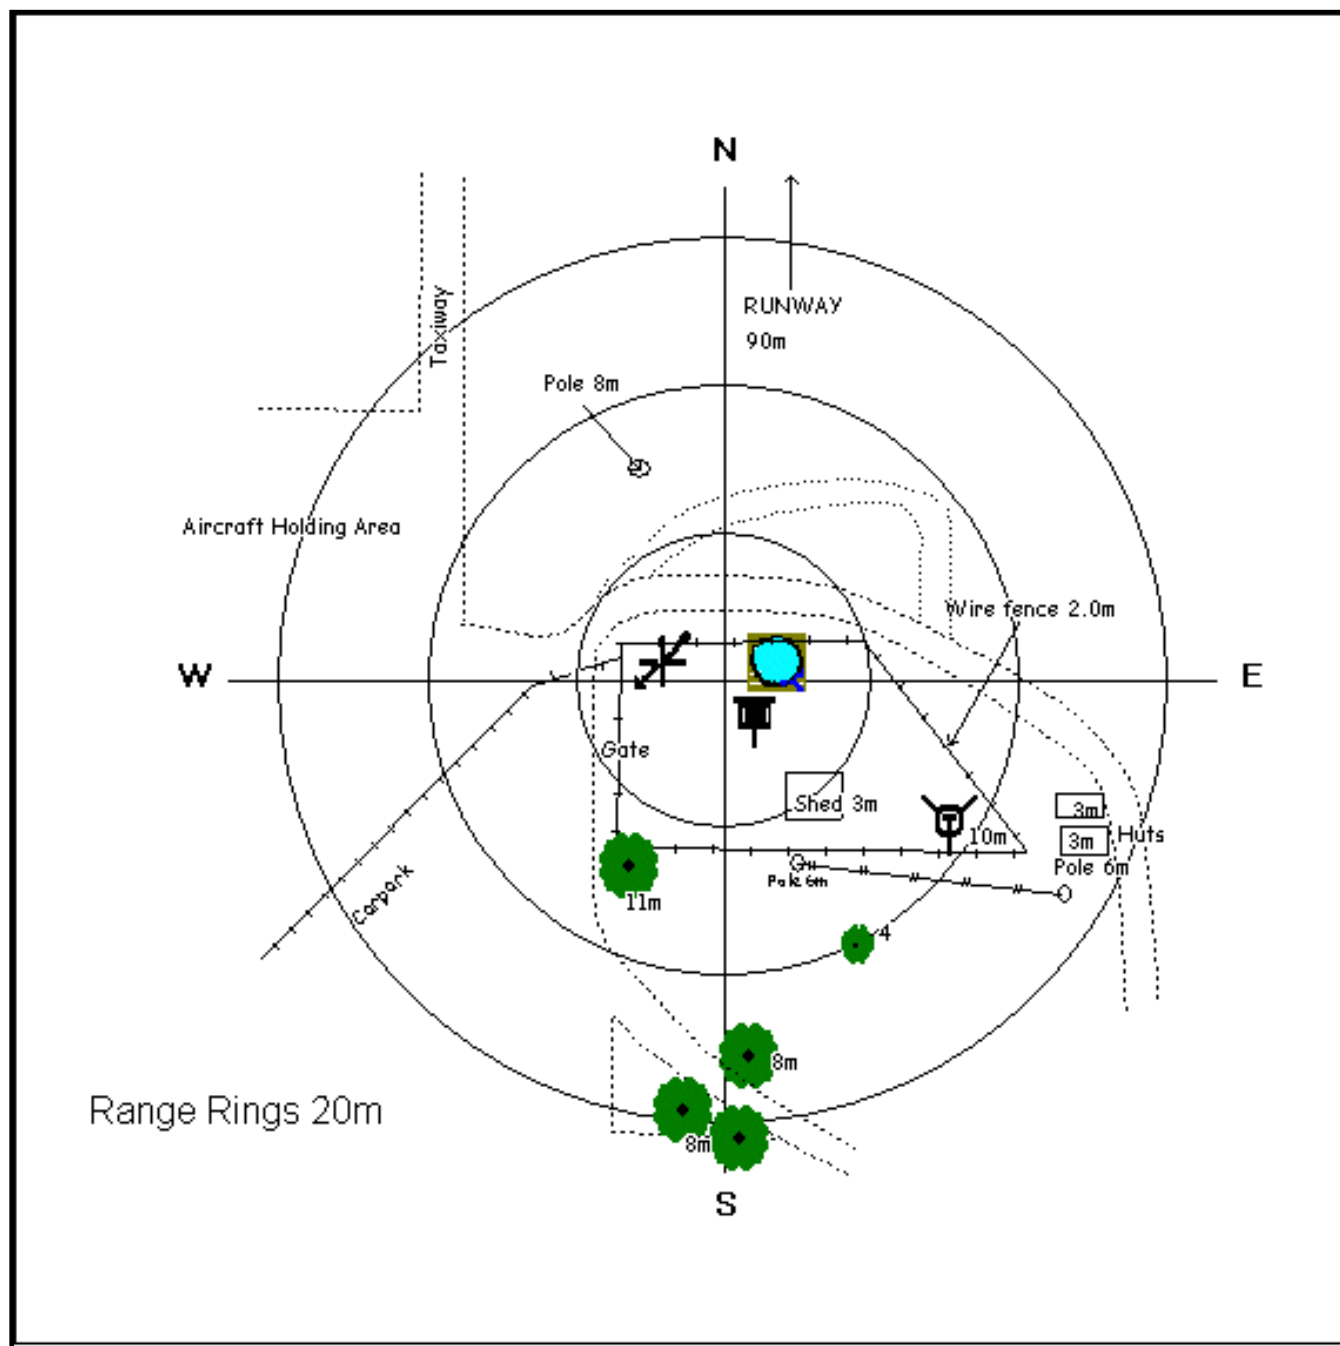 N
RUNWAY
90m
Taxiway
Pole 8m
Aircraft Holding Area
Wire fence 2.0m
W
E
Gate
Shed 3m
10m
3m
3m
Huts
Pole 6m
Pole 6m
11m
Carpark
4
8m
8m
Range Rings 20m
S